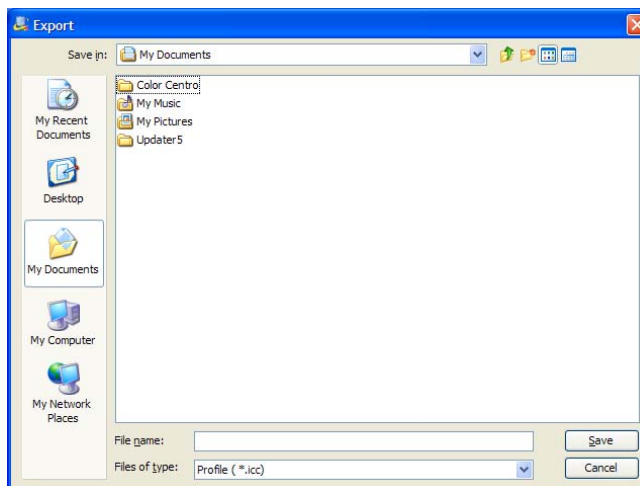 Export
Save in:
My Documents
Color Centro
My Music
My Pictures
Updater5
My Recent
Documents
Desktop
My Documents
My Computer
My Network
Places
File name:
Save
Files of type:
Profile ( *.icc)
Cancel